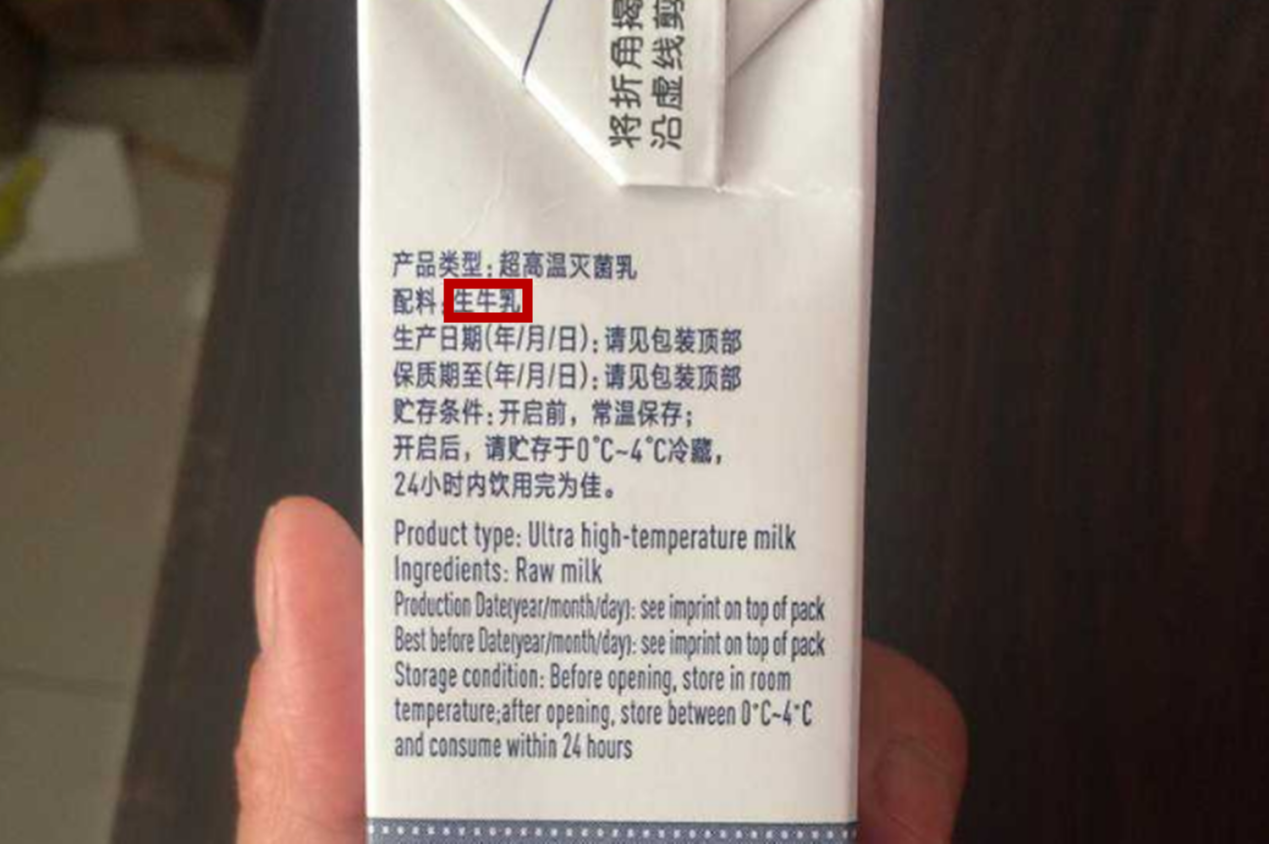 将折角揭
沿虚线剪
产品类型:超高温灭菌乳
配料:生牛乳
生产日期(年/月/日):请见包装顶部
保质期至(年/月/日):请见包装顶部
贮存条件:开启前，常温保存;
开启后，请贮存于0°C~4°C冷藏，
24小时内饮用完为佳。
Product type: Ultra high-temperature milk
Ingredients: Raw milk
Production Date(year/month/day): see imprint on top of pack
Best before Date(year/month/day): see imprint on top of pack
Storage condition: Before opening, store in room
temperature;after opening, store between 0°C~4°C
and consume within 24 hours